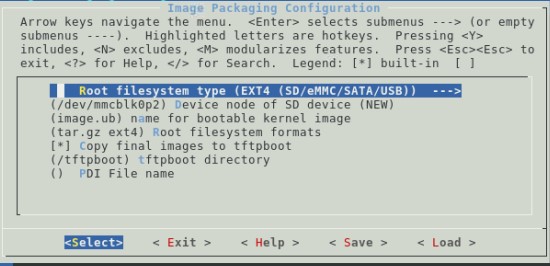 Image Packaging Configuration
Arrow keys navigate the menu.  <Enter> selects submenus ---> (or empty
submenus ----).  Highlighted letters are hotkeys.  Pressing <Y>
includes, <N> excludes, <M> modularizes features.  Press <Esc><Esc> to
exit, <?> for Help, </> for Search.  Legend: [*] built-in  [ ]
Root filesystem type (EXT4 (SD/eMMC/SATA/USB))  --->
(/dev/mmcblk0p2) Device node of SD device (NEW)
(image.ub) name for bootable kernel image
(tar.gz ext4) Root filesystem formats
[*] Copy final images to tftpboot
(/tftpboot) tftpboot directory
()  PDI File name
<Select>    < Exit >    < Help >    < Save >    < Load >